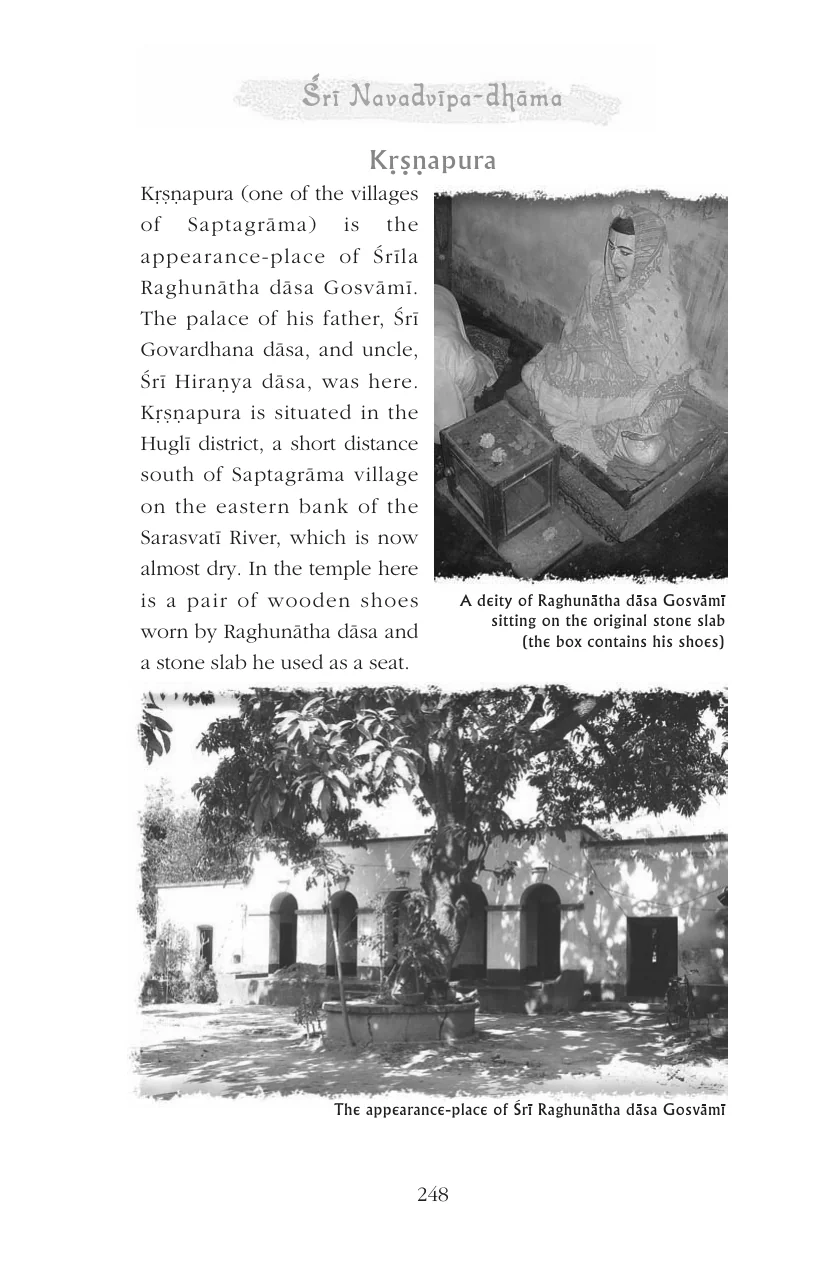 Śrī Navadvīpa-dhāma
Kṛṣṇapura
Kṛṣṇapura (one of the villages
of Saptagrāma) is the
appearance-place of Śrīla
Raghunātha dāsa Gosvāmī.
The palace of his father, Śrī
Govardhana dāsa, and uncle,
Śrī Hiraṇya dāsa, was here.
Kṛṣṇapura is situated in the
Huglī district, a short distance
south of Saptagrāma village
on the eastern bank of the
Sarasvatī River, which is now
almost dry. In the temple here
is a pair of wooden shoes
worn by Raghunātha dāsa and
a stone slab he used as a seat.
A deity of Raghunātha dāsa Gosvāmī
sitting on the original stone slab
(the box contains his shoes)
The appearance-place of Śrī Raghunātha dāsa Gosvāmī
248